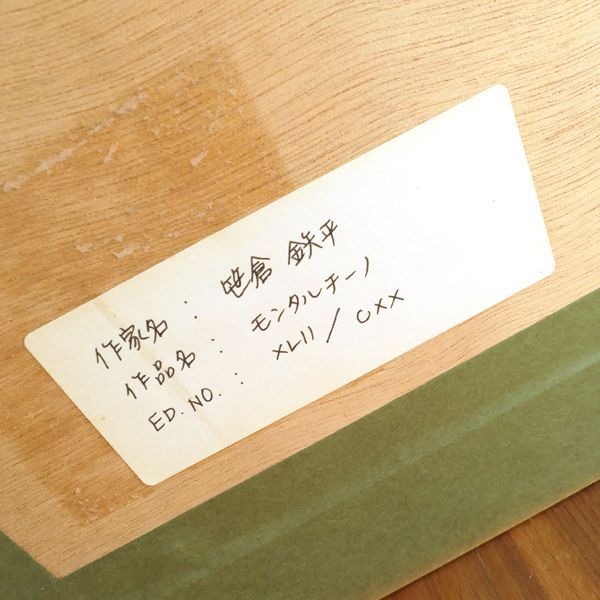 作家名 : 笹倉 鉄平
作品名 : モンタルチーノ
ED. NO. : XLII / CXX